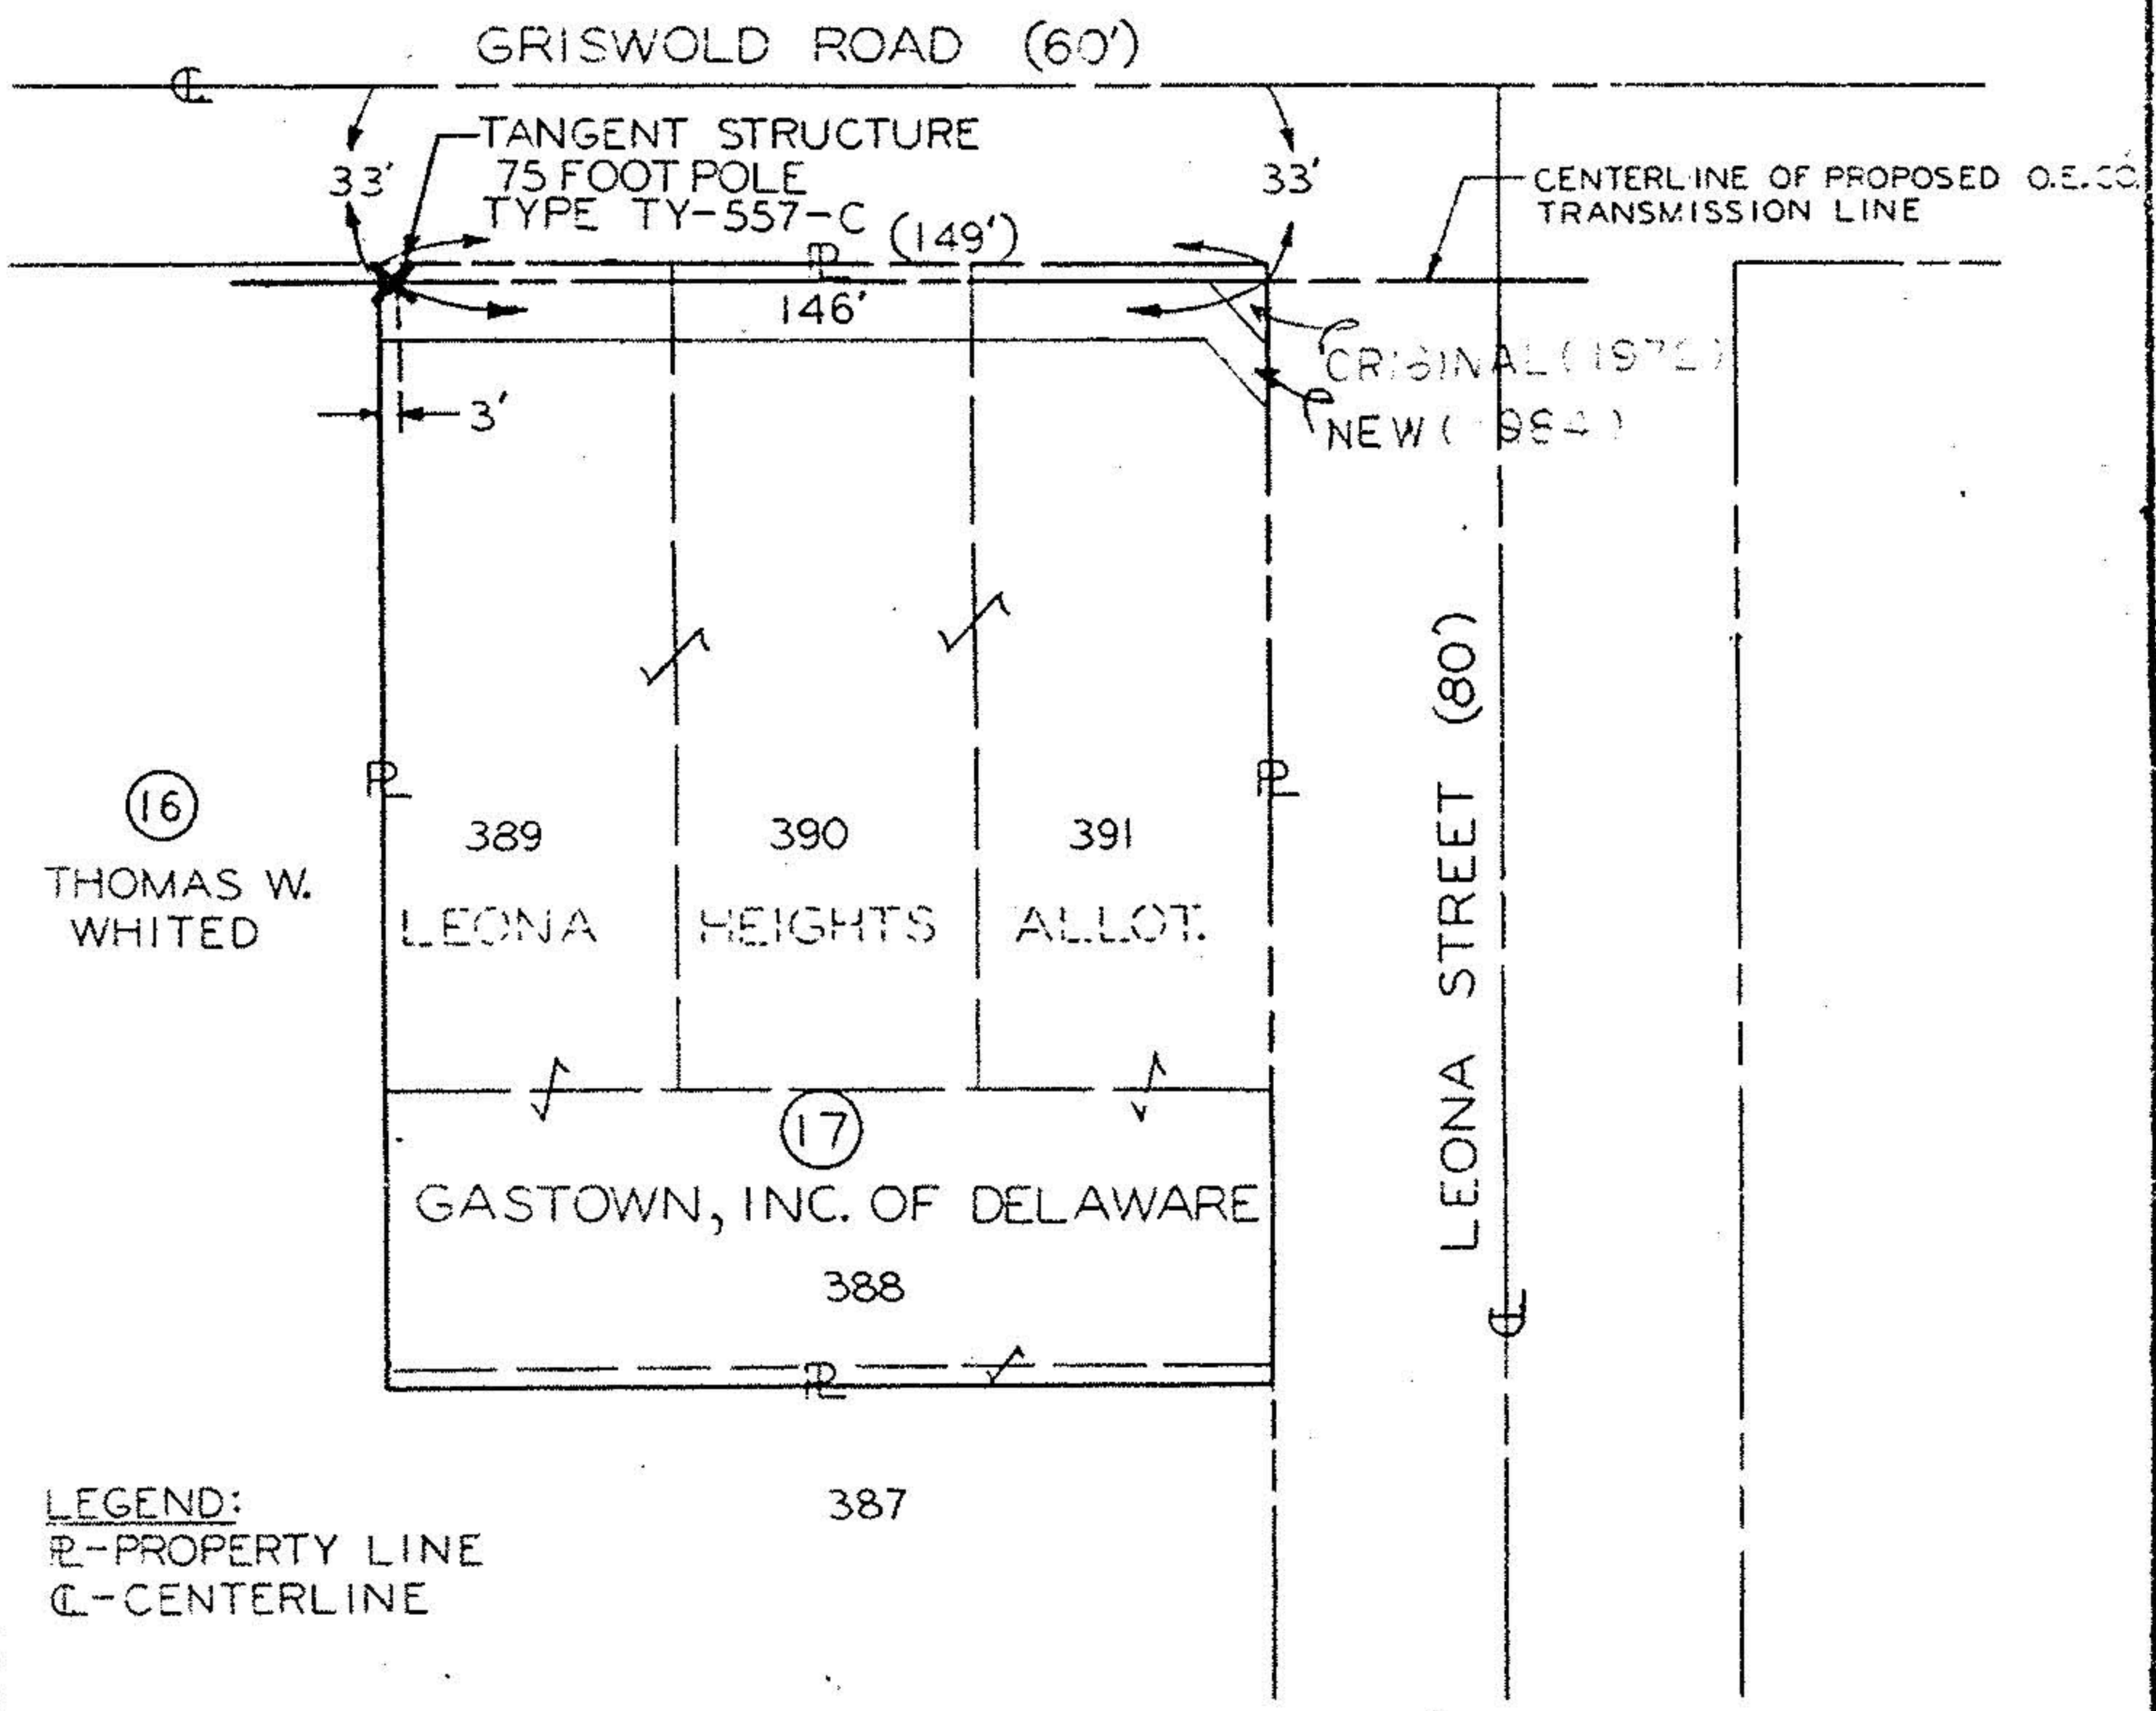 GRISWOLD ROAD (60')
℄
TANGENT STRUCTURE
75 FOOT POLE
TYPE TY-557-C
33'
33'
CENTERLINE OF PROPOSED O.E.CO.
TRANSMISSION LINE
(149')
℄
146'
ORIGINAL
NEW
3'
LEONA STREET (80')
PL
PL
16
THOMAS W.
WHITED
389
390
391
LEONA HEIGHTS ALLOT.
17
GASTOWN, INC. OF DELAWARE
388
℄
PL
387
LEGEND:
PL-PROPERTY LINE
℄-CENTERLINE